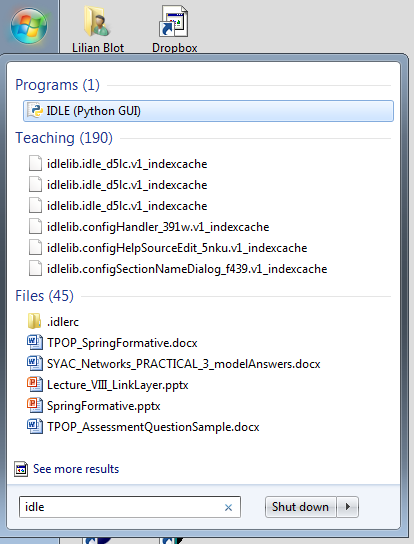 Lilian Blot
Dropbox
Programs (1)
IDLE (Python GUI)
Teaching (190)
idlelib.idle_d5lc.v1_indexcache
idlelib.idle_d5lc.v1_indexcache
idlelib.idle_d5lc.v1_indexcache
idlelib.configHandler_391w.v1_indexcache
idlelib.configHelpSourceEdit_5nku.v1_indexcache
idlelib.configSectionNameDialog_f439.v1_indexcache
Files (45)
.idlerc
TPOP_SpringFormative.docx
SYAC_Networks_PRACTICAL_3_modelAnswers.docx
Lecture_VIII_LinkLayer.pptx
SpringFormative.pptx
TPOP_AssessmentQuestionSample.docx
See more results
idle
Shut down